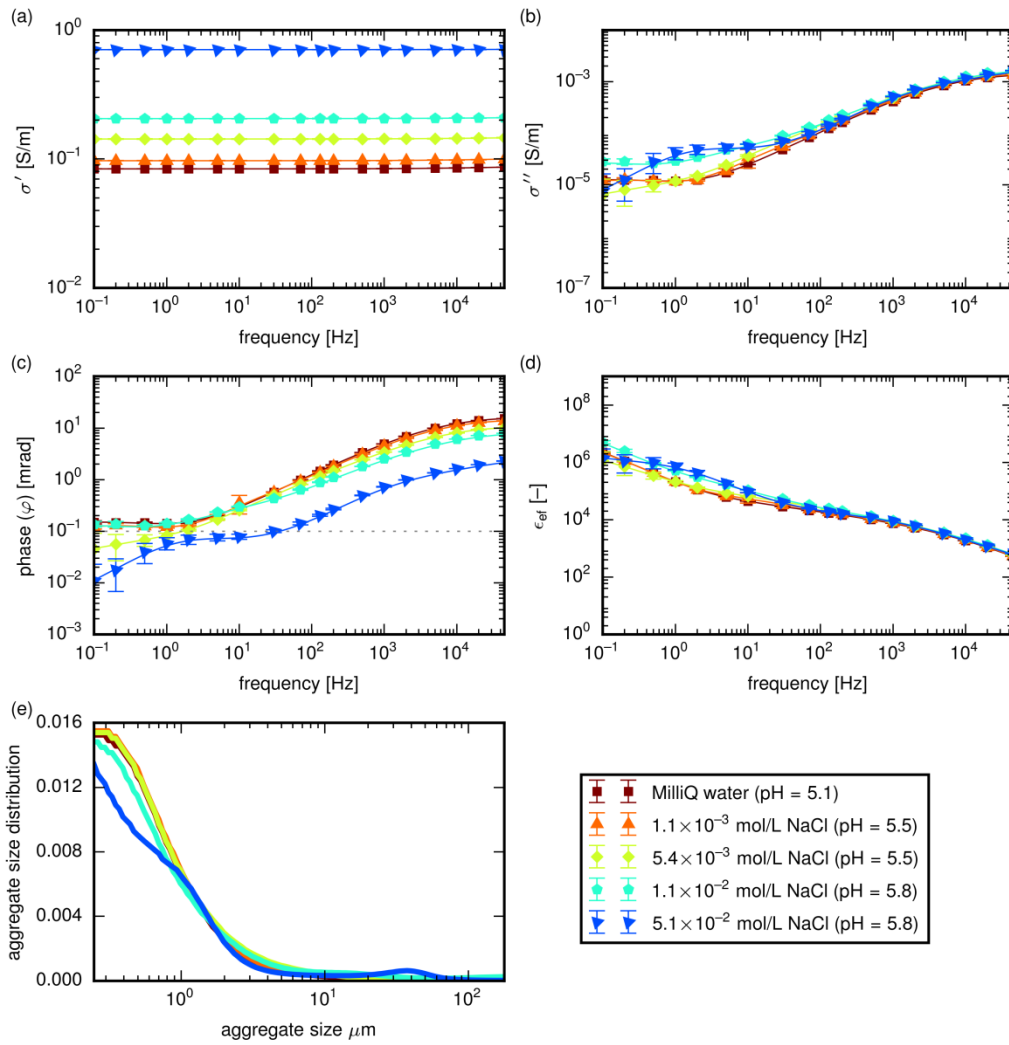 (a)
10⁰
10⁻¹
10⁻²
σ′ [S/m]
10⁻¹ 10⁰ 10¹ 10² 10³ 10⁴
frequency [Hz]
(b)
10⁻³
10⁻⁵
10⁻⁷
σ′′ [S/m]
10⁻¹ 10⁰ 10¹ 10² 10³ 10⁴
frequency [Hz]
(c)
10²
10¹
10⁰
10⁻¹
10⁻²
10⁻³
phase (φ) [mrad]
10⁻¹ 10⁰ 10¹ 10² 10³ 10⁴
frequency [Hz]
(d)
10⁸
10⁶
10⁴
10²
10⁰
ϵef [−]
10⁻¹ 10⁰ 10¹ 10² 10³ 10⁴
frequency [Hz]
(e)
0.016
0.012
0.008
0.004
0.000
aggregate size distribution
10⁰ 10¹ 10²
aggregate size μm
MilliQ water (pH = 5.1)
1.1×10⁻³ mol/L NaCl (pH = 5.5)
5.4×10⁻³ mol/L NaCl (pH = 5.5)
1.1×10⁻² mol/L NaCl (pH = 5.8)
5.1×10⁻² mol/L NaCl (pH = 5.8)